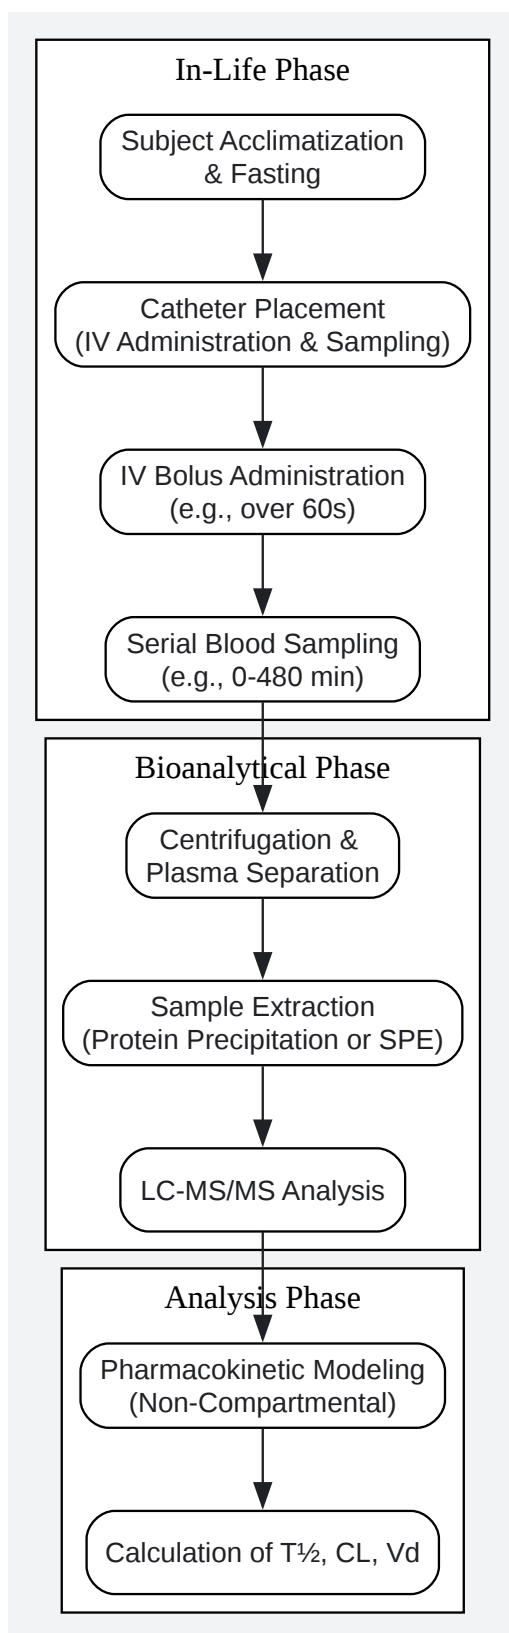 In-Life Phase
Subject Acclimatization
& Fasting
Catheter Placement
(IV Administration & Sampling)
IV Bolus Administration
(e.g., over 60s)
Serial Blood Sampling
(e.g., 0-480 min)
Bioanalytical Phase
Centrifugation &
Plasma Separation
Sample Extraction
(Protein Precipitation or SPE)
LC-MS/MS Analysis
Analysis Phase
Pharmacokinetic Modeling
(Non-Compartmental)
Calculation of T½, CL, Vd